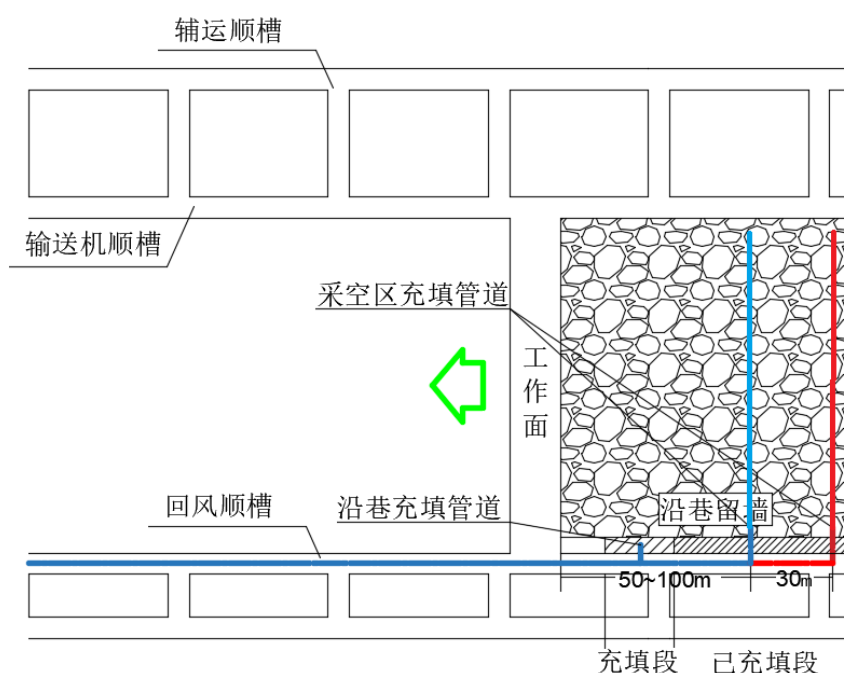 辅运顺槽
输送机顺槽
采空区充填管道
工作面
沿巷充填管道
沿巷留墙
回风顺槽
50~100m
30m
充填段
已充填段